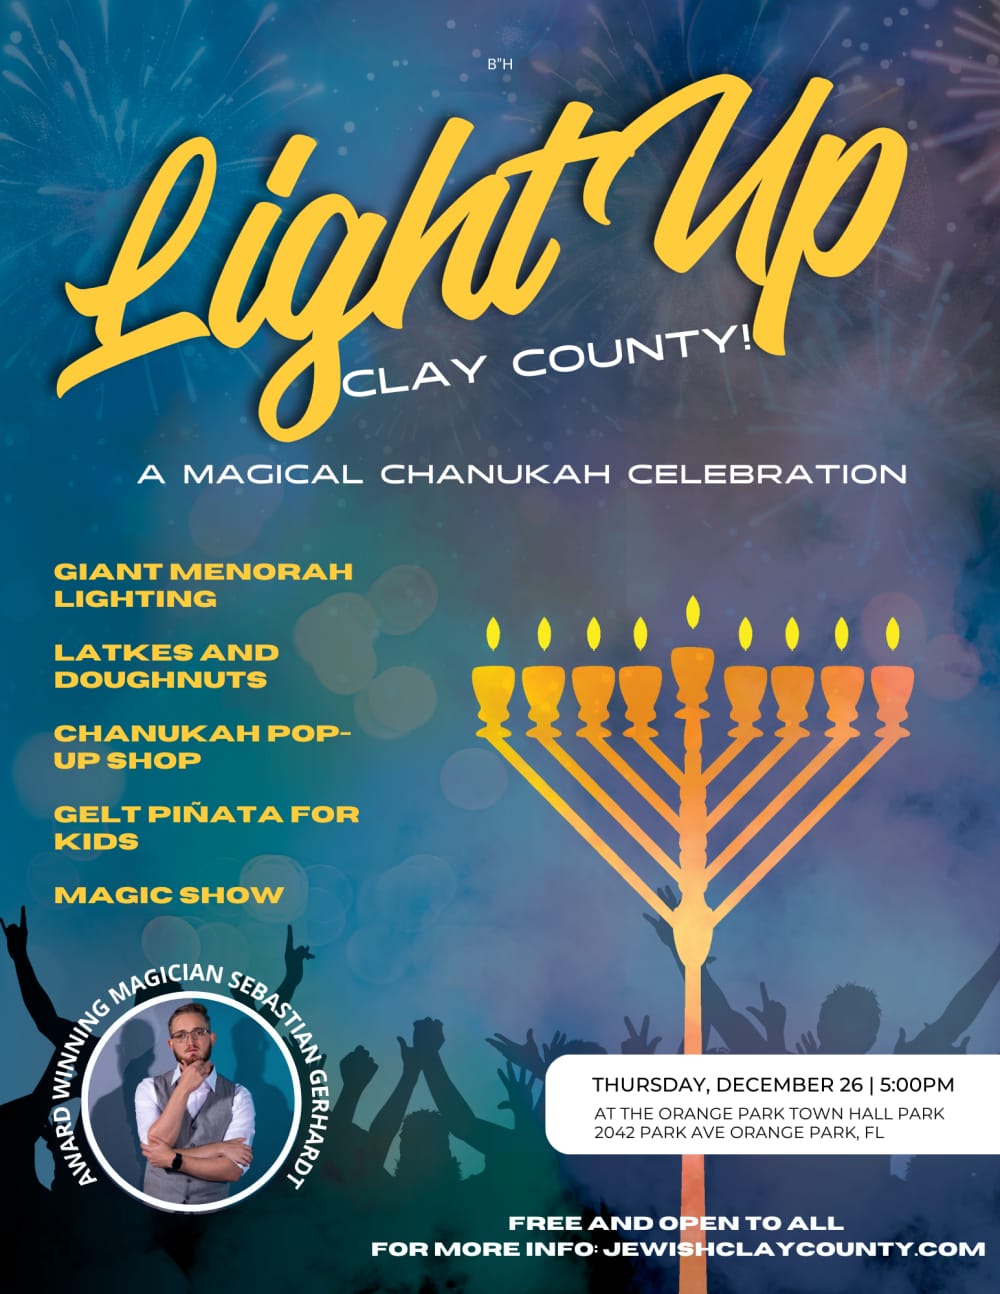 B"H
Light Up
CLAY COUNTY!
A MAGICAL CHANUKAH CELEBRATION
GIANT MENORAH
LIGHTING
LATKES AND
DOUGHNUTS
CHANUKAH POP-
UP SHOP
GELT PIÑATA FOR
KIDS
MAGIC SHOW
AWARD WINNING MAGICIAN SEBASTIAN GERHARDT
THURSDAY, DECEMBER 26 | 5:00PM
AT THE ORANGE PARK TOWN HALL PARK
2042 PARK AVE ORANGE PARK, FL
FREE AND OPEN TO ALL
FOR MORE INFO: JEWISHCLAYCOUNTY.COM